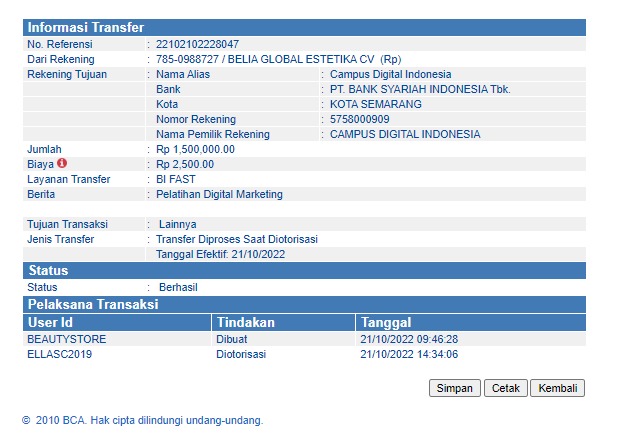 Informasi Transfer
No. Referensi : 22102102228047
Dari Rekening : 785-0988727 / BELIA GLOBAL ESTETIKA CV (Rp)
Rekening Tujuan : Nama Alias : Campus Digital Indonesia
Bank : PT. BANK SYARIAH INDONESIA Tbk.
Kota : KOTA SEMARANG
Nomor Rekening : 5758000909
Nama Pemilik Rekening : CAMPUS DIGITAL INDONESIA
Jumlah : Rp 1,500,000.00
Biaya : Rp 2,500.00
Layanan Transfer : BI FAST
Berita : Pelatihan Digital Marketing
Tujuan Transaksi : Lainnya
Jenis Transfer : Transfer Diproses Saat Diotorisasi
Tanggal Efektif: 21/10/2022
Status
Status : Berhasil
Pelaksana Transaksi
User Id Tindakan Tanggal
BEAUTYSTORE Dibuat 21/10/2022 09:46:28
ELLASC2019 Diotorisasi 21/10/2022 14:34:06
Simpan Cetak Kembali
© 2010 BCA. Hak cipta dilindungi undang-undang.